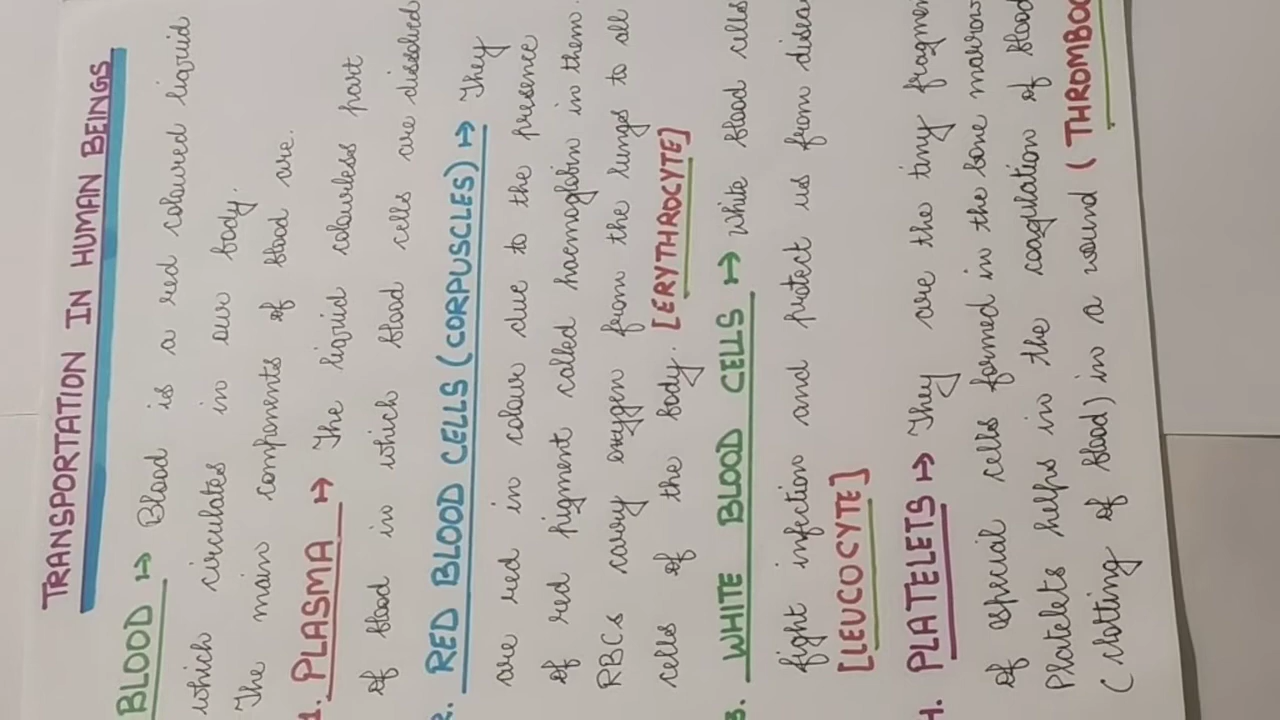 TRANSPORTATION IN HUMAN BEINGS
BLOOD ↦ Blood is a red coloured liquid
which circulates in our body.
The main components of blood are.
1. PLASMA ↦ The liquid colourless part
of blood in which blood cells are dissolved
2. RED BLOOD CELLS (CORPUSCLES) ↦ They
are red in colour due to the presence
of red pigment called haemoglobin in them.
RBCs carry oxygen from the lungs to all
cells of the body. [ERYTHROCYTE]
3. WHITE BLOOD CELLS ↦ White blood cells
fight infection and protect us from disea
[LEUCOCYTE]
4. PLATELETS ↦ They are the tiny fragmen
of especial cells formed in the bone marrow
Platelets helps in the coagulation of blood
(clotting of blood) in a wound (THROMBOC